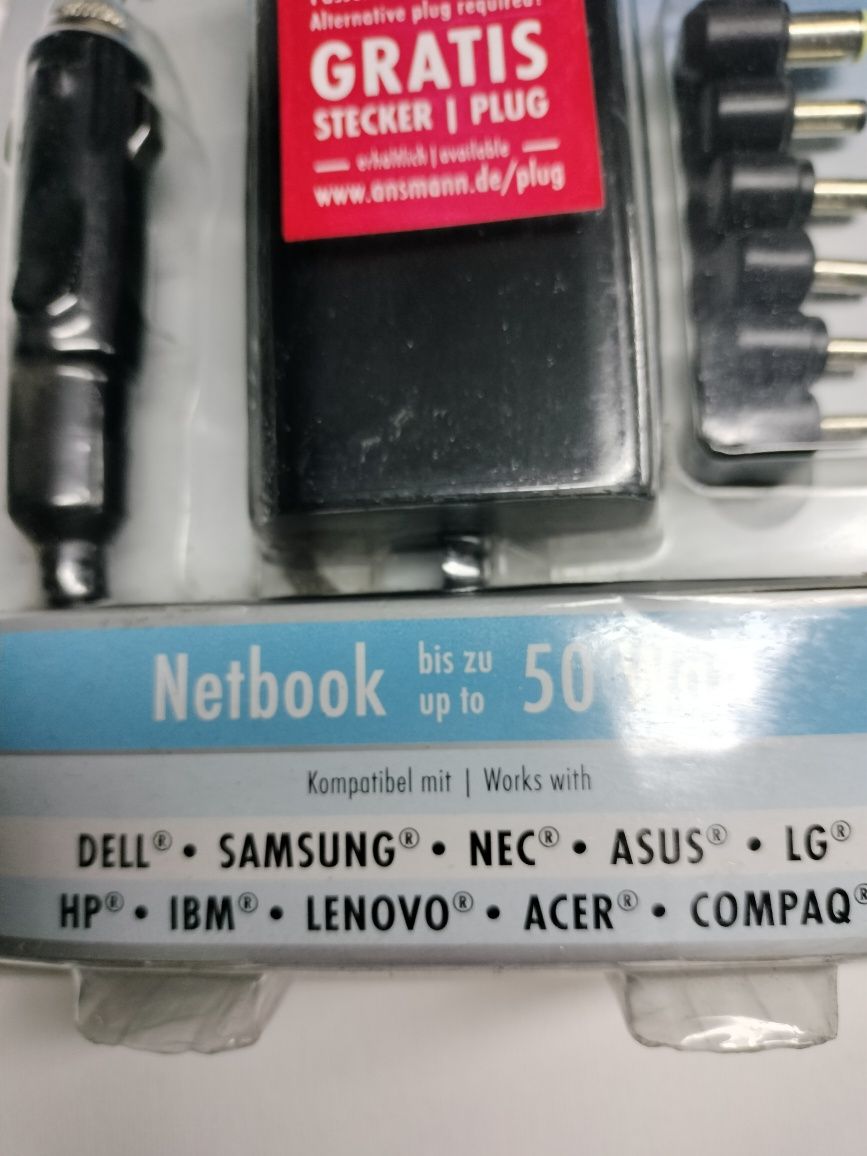 Alternative plug required?
GRATIS
STECKER | PLUG
erhältlich | available
www.ansmann.de/plug
Netbook bis zu up to 50
Kompatibel mit | Works with
DELL® • SAMSUNG® • NEC® • ASUS® • LG®
HP® • IBM® • LENOVO® • ACER® • COMPAQ®